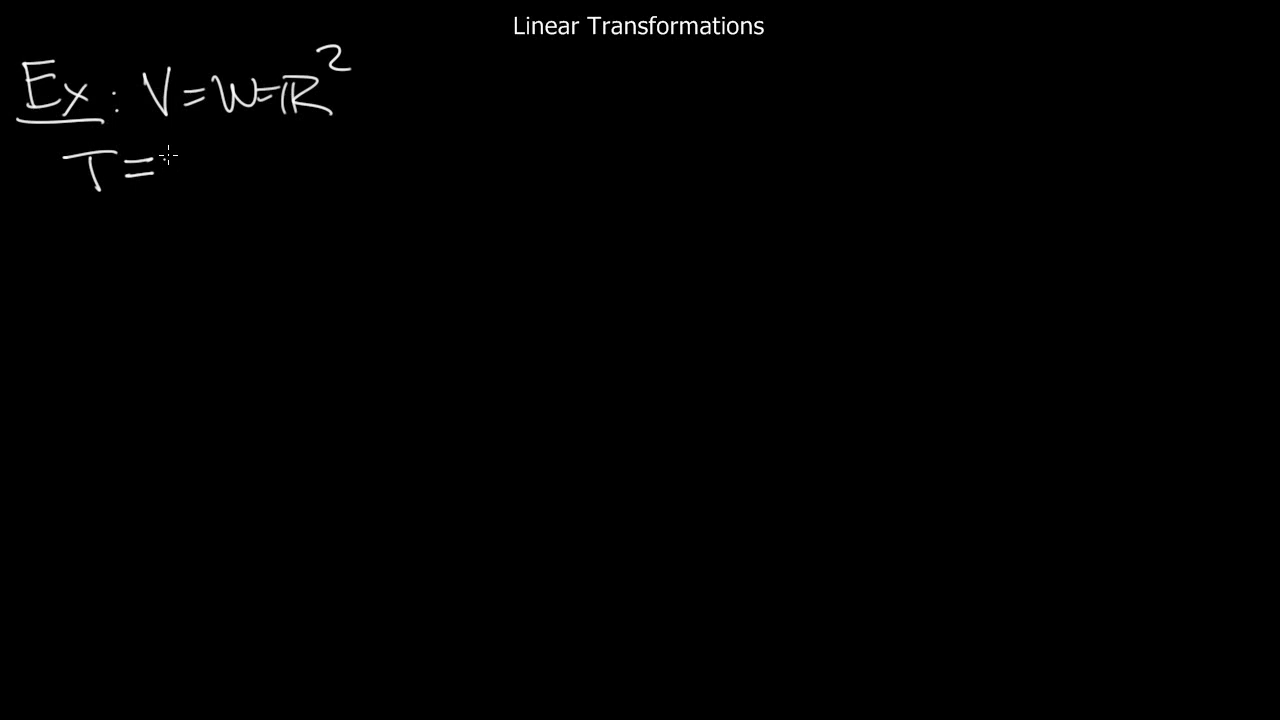 Linear Transformations
Ex: V=W=ℝ²
T=